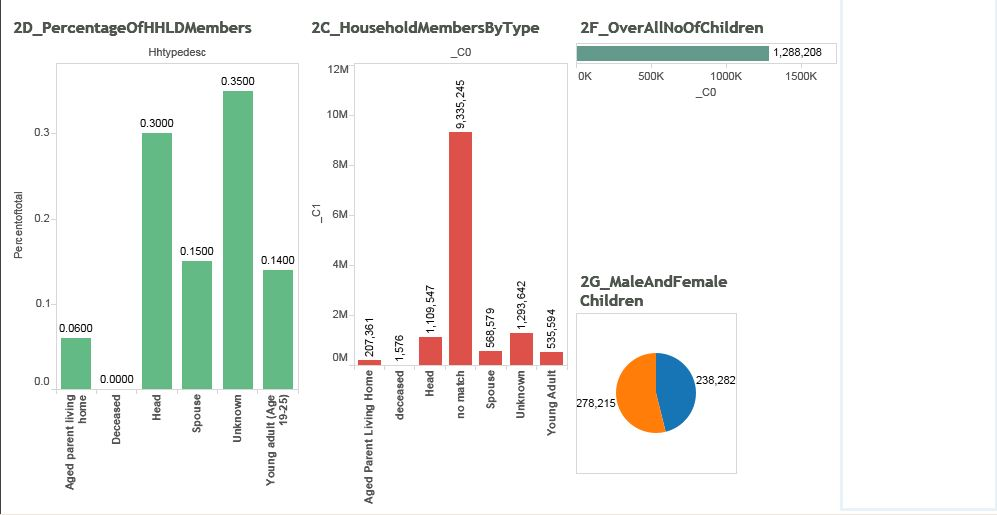 2D_PercentageOfHHLDMembers
Hhtypedesc
Percentoftotal
0.3
0.2
0.1
0.0
0.0600
0.0000
0.3000
0.1500
0.3500
0.1400
Aged parent living
home
Deceased
Head
Spouse
Unknown
Young adult (Age
19-25)
2C_HouseholdMembersByType
_C0
_C1
12M
10M
8M
6M
4M
2M
0M
207,361
1,576
1,109,547
9,335,245
568,579
1,293,642
535,594
Aged Parent Living Home
deceased
Head
no match
Spouse
Unknown
Young Adult
2F_OverAllNoOfChildren
1,288,208
0K
500K
1000K
1500K
_C0
2G_MaleAndFemale
Children
238,282
278,215